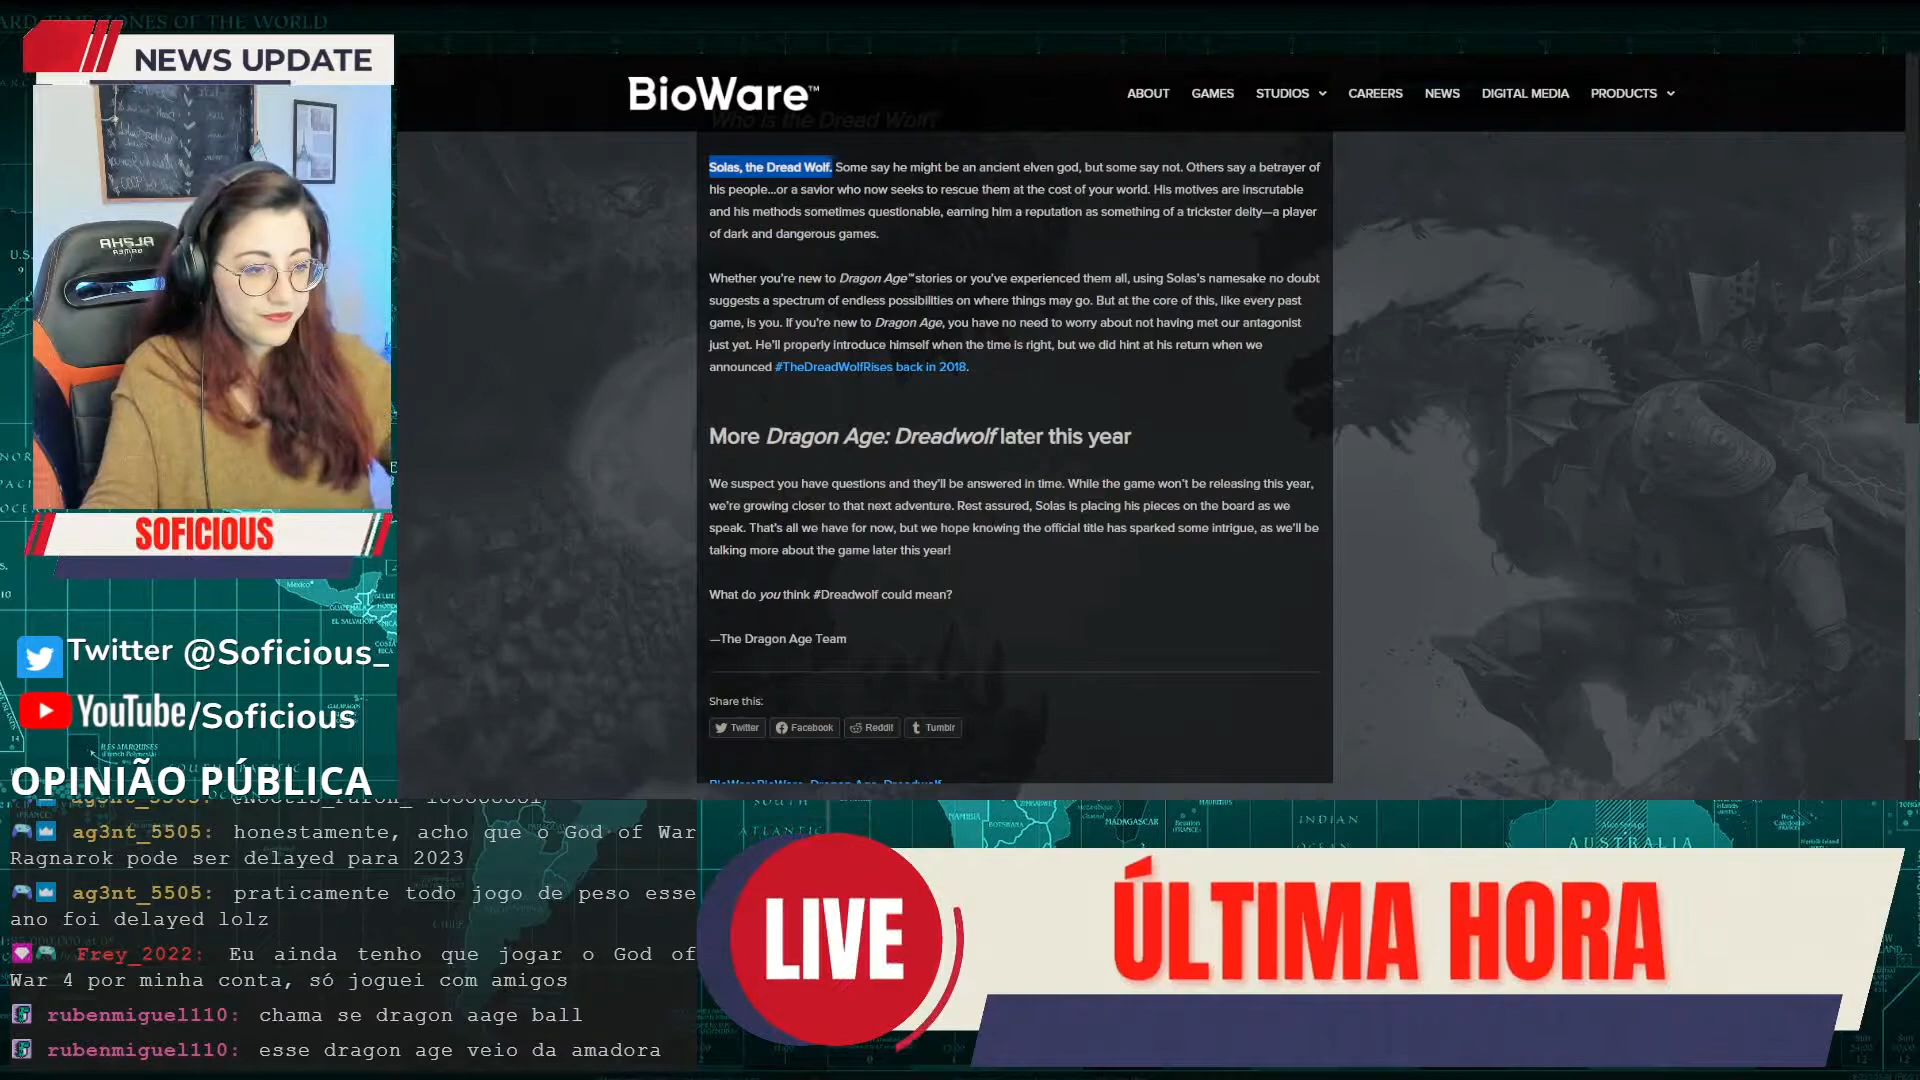 NEWS UPDATE
BioWare™
ABOUT GAMES STUDIOS CAREERS NEWS DIGITAL MEDIA PRODUCTS
Who Is the Dread Wolf?
Solas, the Dread Wolf. Some say he might be an ancient elven god, but some say not. Others say a betrayer of
his people...or a savior who now seeks to rescue them at the cost of your world. His motives are inscrutable
and his methods sometimes questionable, earning him a reputation as something of a trickster deity—a player
of dark and dangerous games.
Whether you're new to Dragon Age™ stories or you've experienced them all, using Solas's namesake no doubt
suggests a spectrum of endless possibilities on where things may go. But at the core of this, like every past
game, is you. If you're new to Dragon Age, you have no need to worry about not having met our antagonist
just yet. He'll properly introduce himself when the time is right, but we did hint at his return when we
announced #TheDreadWolfRises back in 2018.
More Dragon Age: Dreadwolf later this year
We suspect you have questions and they'll be answered in time. While the game won't be releasing this year,
we're growing closer to that next adventure. Rest assured, Solas is placing his pieces on the board as we
speak. That's all we have for now, but we hope knowing the official title has sparked some intrigue, as we'll be
talking more about the game later this year!
What do you think #Dreadwolf could mean?
—The Dragon Age Team
Share this:
Twitter Facebook Reddit Tumblr
SOFICIOUS
Twitter @Soficious_
YouTube/Soficious
OPINIÃO PÚBLICA
ag3nt_5505: honestamente, acho que o God of War
Ragnarok pode ser delayed para 2023
ag3nt_5505: praticamente todo jogo de peso esse
ano foi delayed lolz
Frey_2022: Eu ainda tenho que jogar o God of
War 4 por minha conta, só joguei com amigos
rubenmiguel110: chama se dragon aage ball
rubenmiguel110: esse dragon age veio da amadora
LIVE
ÚLTIMA HORA
INDIAN
AUSTRALIA
MADAGASCAR